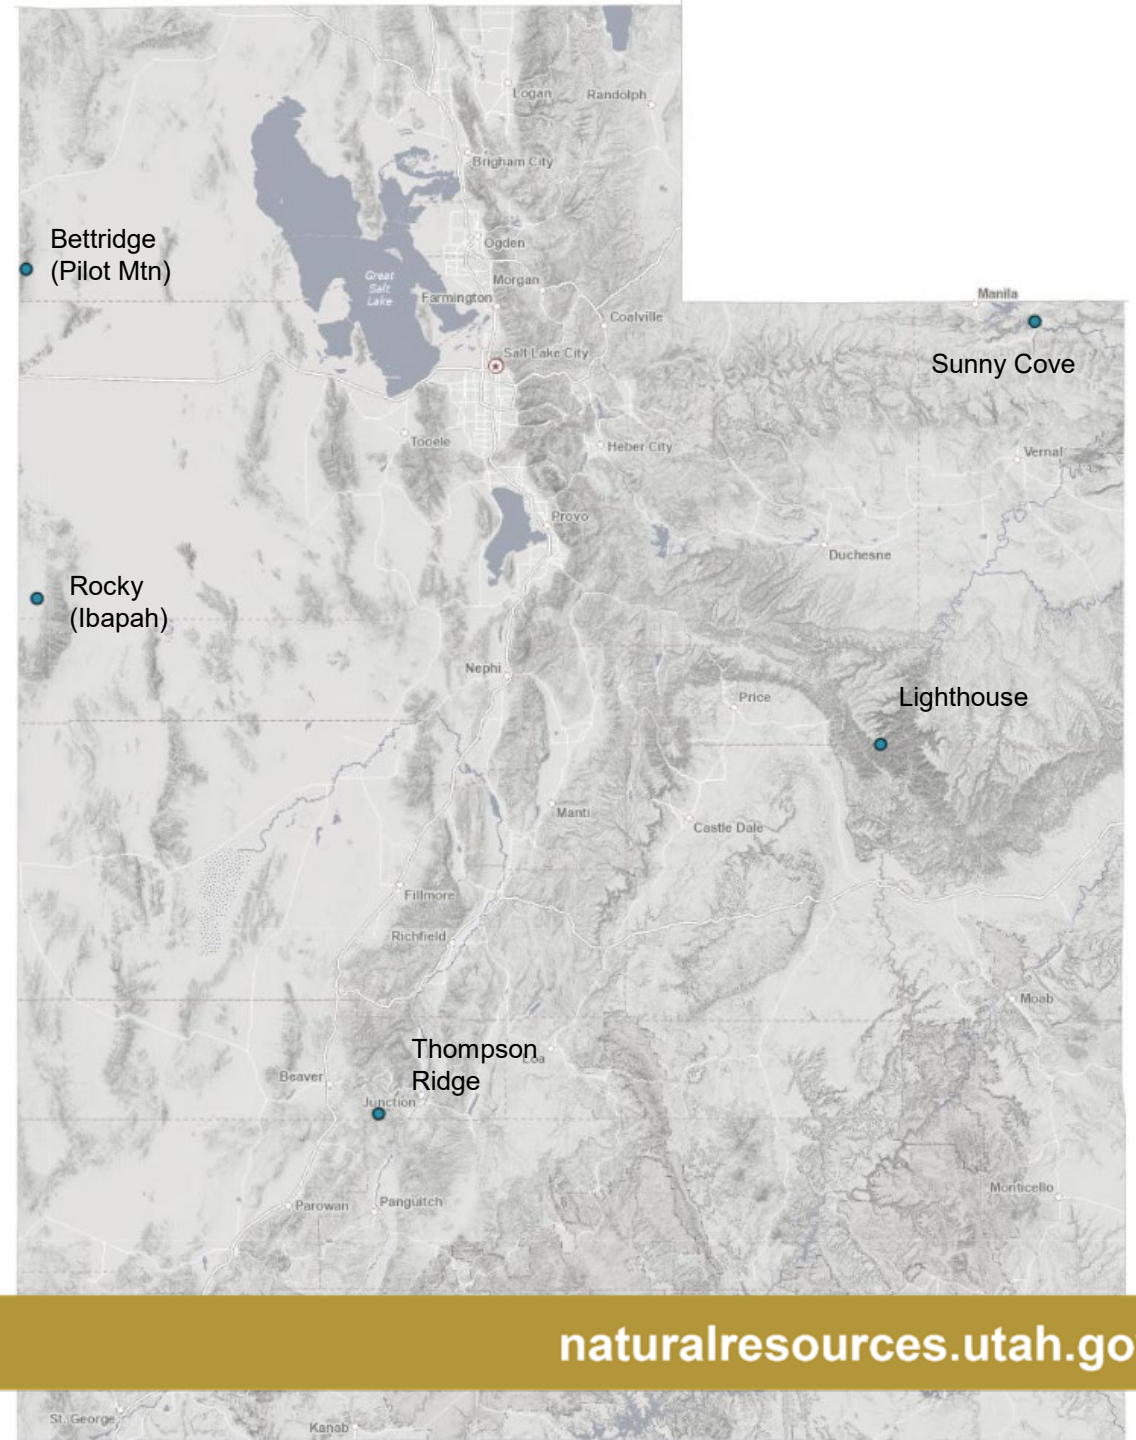 Logan
Randolph
Brigham City
Bettridge
(Pilot Mtn)
Ogden
Great
Salt
Lake
Morgan
Farmington
Manila
Coalville
Salt Lake City
Sunny Cove
Tooele
Heber City
Vernal
Provo
Duchesne
Rocky
(Ibapah)
Nephi
Price
Lighthouse
Manti
Castle Dale
Fillmore
Richfield
Moab
Thompson
Ridge
Loa
Beaver
Junction
Monticello
Parowan
Panguitch
naturalresources.utah.go
St. George
Kanab